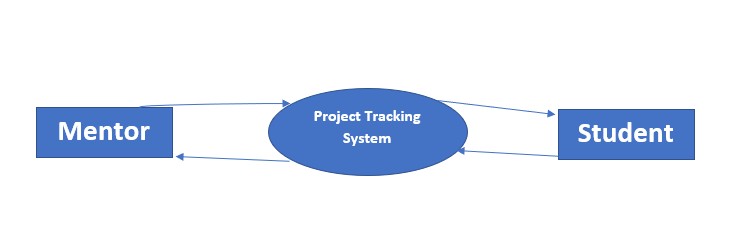 Mentor
Project Tracking
System
Student